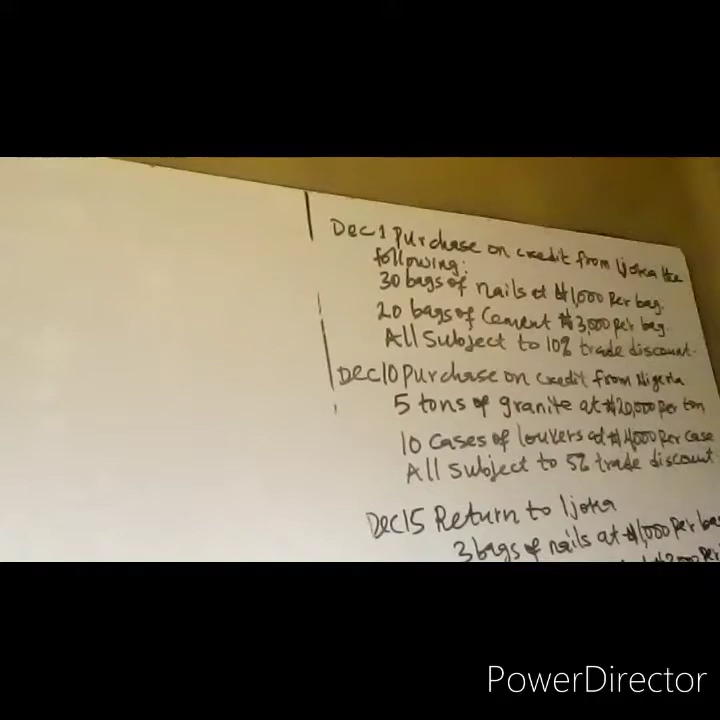 Dec 1 Purchase on credit from Ijoka the
following:
30 bags of nails at ₦1,000 per bag.
20 bags of Cement ₦3,000 per bag.
All Subject to 10% trade discount.
Dec 10 Purchase on credit from Nigeria
5 tons of granite at ₦20,000 per ton
10 cases of louvers at ₦4,000 per case
All Subject to 5% trade discount
Dec 15 Return to Ijoka
3 bags of nails at ₦1,000 per bag
PowerDirector